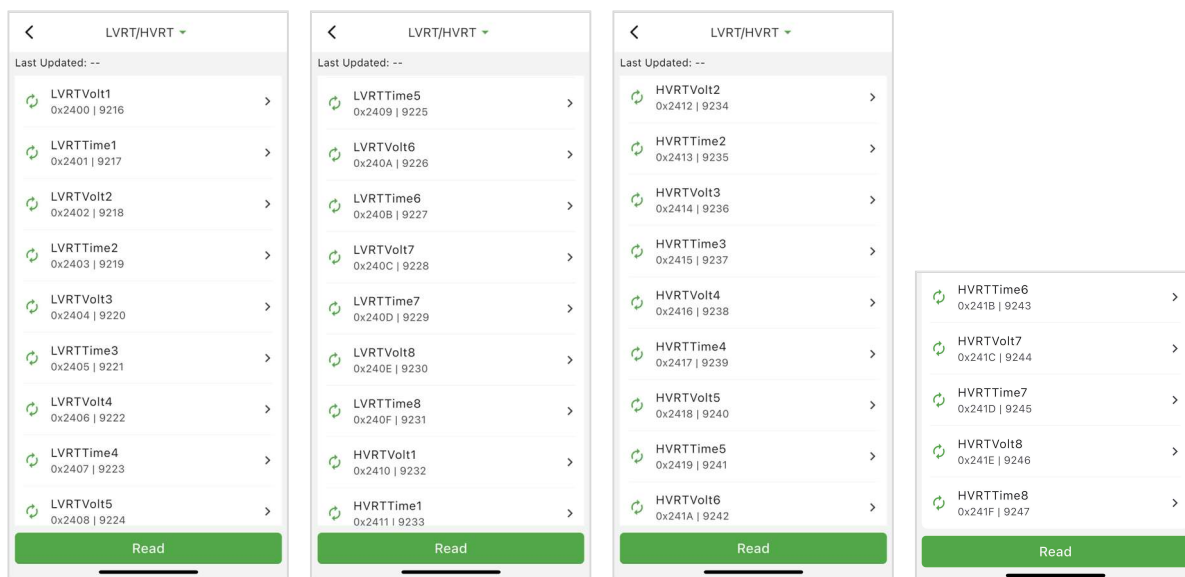 LVRT/HVRT
Last Updated: --
LVRTVolt1
0x2400 | 9216
LVRTTime1
0x2401 | 9217
LVRTVolt2
0x2402 | 9218
LVRTTime2
0x2403 | 9219
LVRTVolt3
0x2404 | 9220
LVRTTime3
0x2405 | 9221
LVRTVolt4
0x2406 | 9222
LVRTTime4
0x2407 | 9223
LVRTVolt5
0x2408 | 9224
Read
LVRT/HVRT
Last Updated: --
LVRTTime5
0x2409 | 9225
LVRTVolt6
0x240A | 9226
LVRTTime6
0x240B | 9227
LVRTVolt7
0x240C | 9228
LVRTTime7
0x240D | 9229
LVRTVolt8
0x240E | 9230
LVRTTime8
0x240F | 9231
HVRTVolt1
0x2410 | 9232
HVRTTime1
0x2411 | 9233
Read
LVRT/HVRT
Last Updated: --
HVRTVolt2
0x2412 | 9234
HVRTTime2
0x2413 | 9235
HVRTVolt3
0x2414 | 9236
HVRTTime3
0x2415 | 9237
HVRTVolt4
0x2416 | 9238
HVRTTime4
0x2417 | 9239
HVRTVolt5
0x2418 | 9240
HVRTTime5
0x2419 | 9241
HVRTVolt6
0x241A | 9242
Read
HVRTTime6
0x241B | 9243
HVRTVolt7
0x241C | 9244
HVRTTime7
0x241D | 9245
HVRTVolt8
0x241E | 9246
HVRTTime8
0x241F | 9247
Read